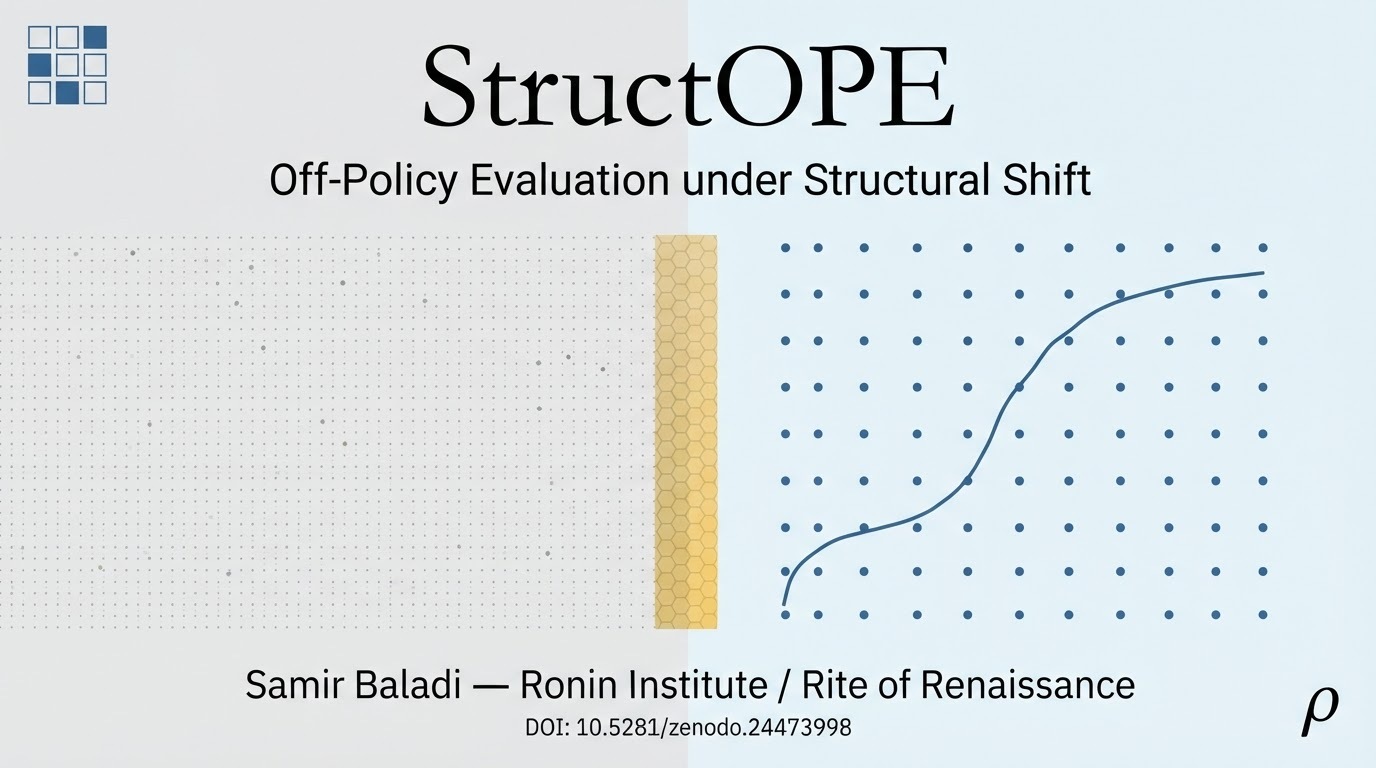 StructOPE
Off-Policy Evaluation under Structural Shift
Samir Baladi — Ronin Institute / Rite of Renaissance
DOI: 10.5281/zenodo.24473998
ρ